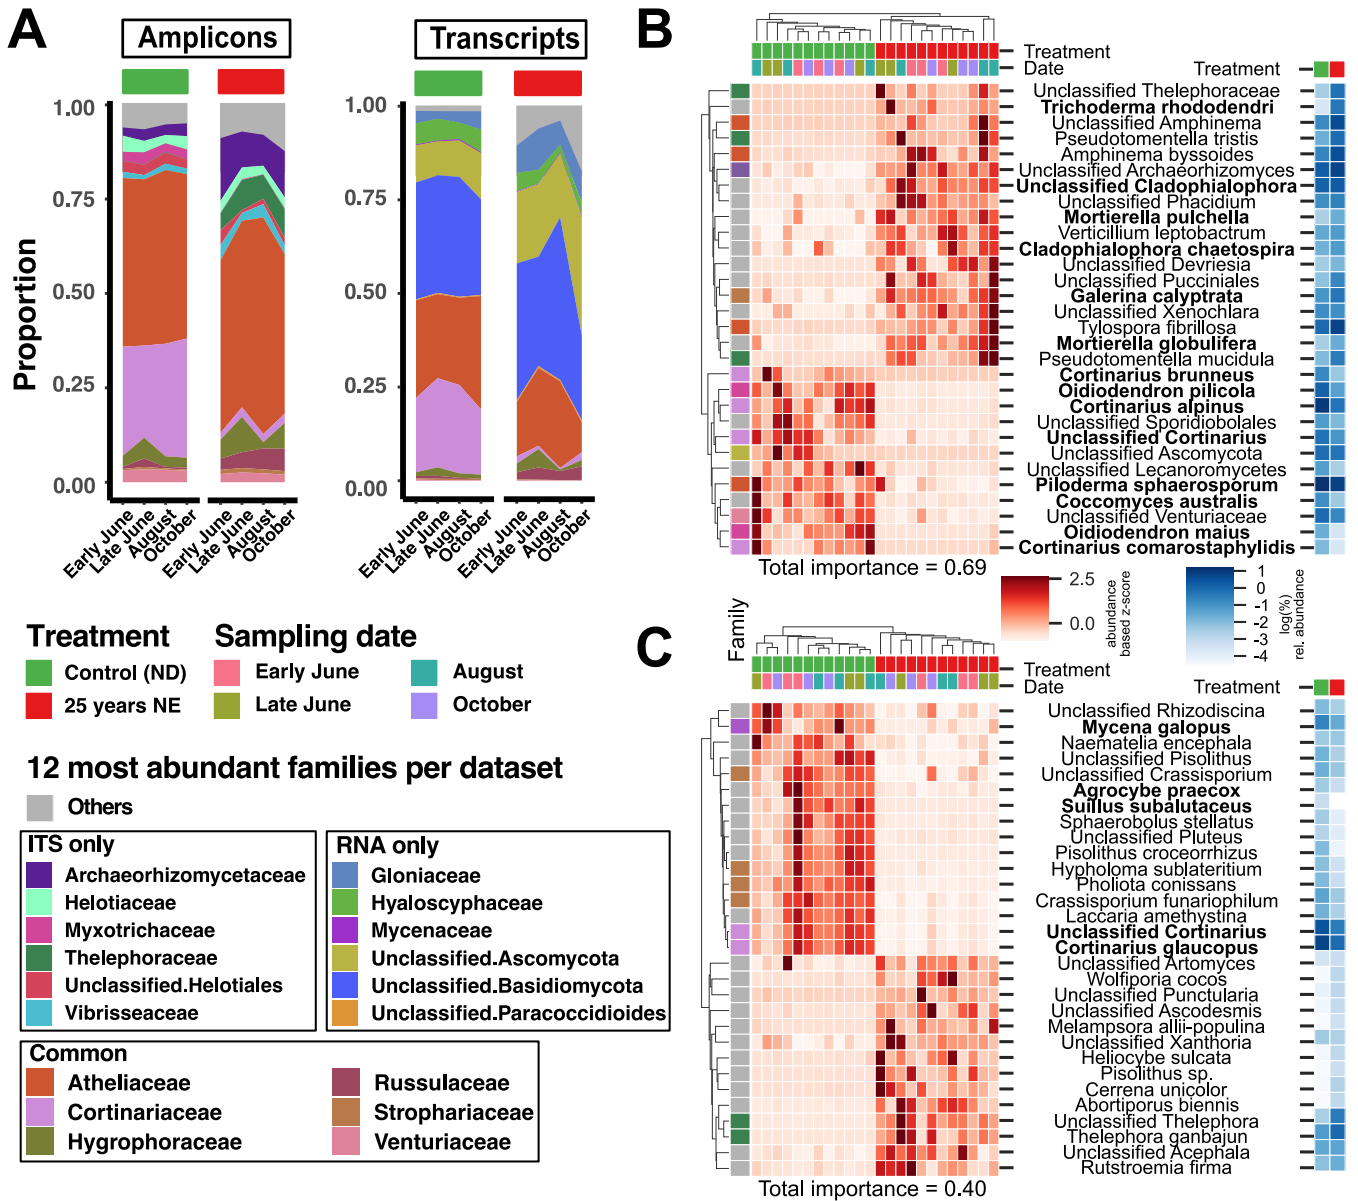 A
Amplicons
Transcripts
Proportion
1.00
0.75
0.50
0.25
0.00
Early June
Late June
August
October
Early June
Late June
August
October
1.00
0.75
0.50
0.25
0.00
Early June
Late June
August
October
Early June
Late June
August
October
Treatment
Control (ND)
25 years NE
Sampling date
Early June
Late June
August
October
12 most abundant families per dataset
Others
ITS only
Archaeorhizomycetaceae
Helotiaceae
Myxotrichaceae
Thelephoraceae
Unclassified.Helotiales
Vibrisseaceae
RNA only
Gloniaceae
Hyaloscyphaceae
Mycenaceae
Unclassified.Ascomycota
Unclassified.Basidiomycota
Unclassified.Paracoccidioides
Common
Atheliaceae
Cortinariaceae
Hygrophoraceae
Russulaceae
Strophariaceae
Venturiaceae
B
Treatment
Date
Treatment
Unclassified Thelephoraceae
Trichoderma rhododendri
Unclassified Amphinema
Pseudotomentella tristis
Amphinema byssoides
Unclassified Archaeorhizomyces
Unclassified Cladophialophora
Unclassified Phacidium
Mortierella pulchella
Verticillium leptobactrum
Cladophialophora chaetospira
Unclassified Devriesia
Unclassified Pucciniales
Galerina calyptrata
Unclassified Xenochlara
Tylospora fibrillosa
Mortierella globulifera
Pseudotomentella mucidula
Cortinarius brunneus
Oidiodendron pilicola
Cortinarius alpinus
Unclassified Sporidiobolales
Unclassified Cortinarius
Unclassified Ascomycota
Unclassified Lecanoromycetes
Piloderma sphaerosporum
Coccomyces australis
Unclassified Venturiaceae
Oidiodendron maius
Cortinarius comarostaphylidis
Total importance = 0.69
2.5
0.0
abundance
based z-score
1
0
-1
-2
-3
-4
log(%)
rel. abundance
Family
C
Treatment
Date
Treatment
Unclassified Rhizodiscina
Mycena galopus
Naematelia encephala
Unclassified Pisolithus
Unclassified Crassisporium
Agrocybe praecox
Suillus subalutaceus
Sphaerobolus stellatus
Unclassified Pluteus
Pisolithus croceorrhizus
Hypholoma sublateritium
Pholiota conissans
Crassisporium funariophilum
Laccaria amethystina
Unclassified Cortinarius
Cortinarius glaucopus
Unclassified Artomyces
Wolfiporia cocos
Unclassified Punctularia
Unclassified Ascodesmis
Melampsora allii-populina
Unclassified Xanthoria
Heliocybe sulcata
Pisolithus sp.
Cerrena unicolor
Abortiporus biennis
Unclassified Thelephora
Thelephora ganbajun
Unclassified Acephala
Rutstroemia firma
Total importance = 0.40